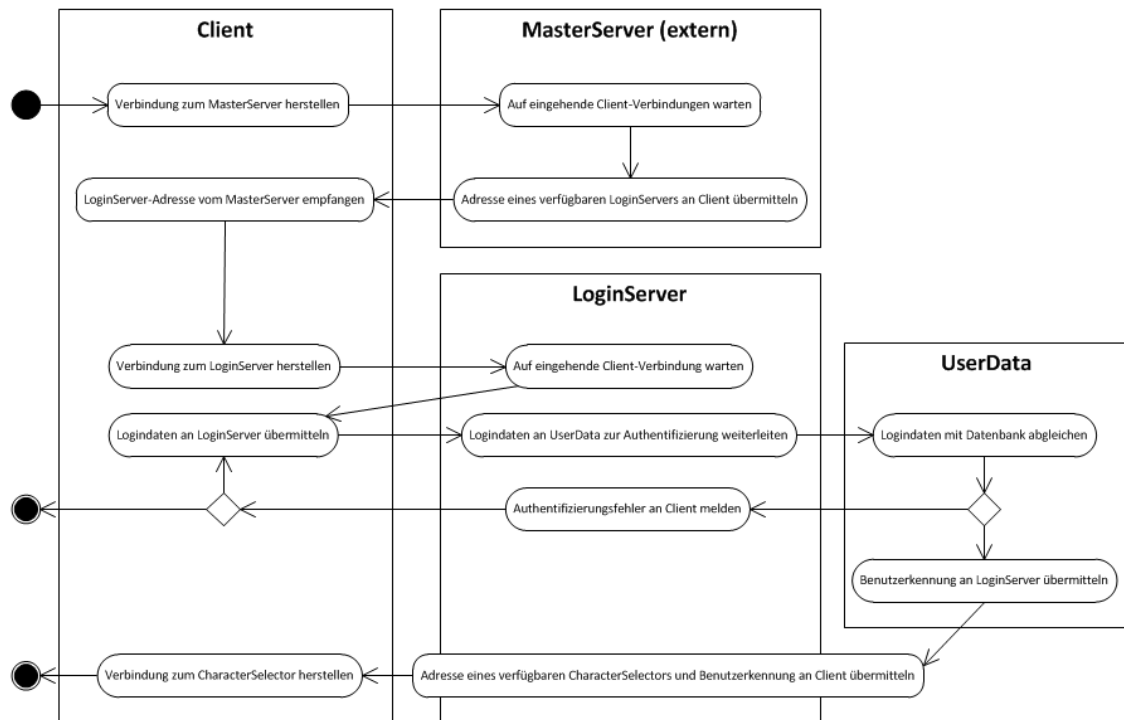 Client
MasterServer (extern)
Verbindung zum MasterServer herstellen
Auf eingehende Client-Verbindungen warten
LoginServer-Adresse vom MasterServer empfangen
Adresse eines verfügbaren LoginServers an Client übermitteln
LoginServer
UserData
Verbindung zum LoginServer herstellen
Auf eingehende Client-Verbindung warten
Logindaten an LoginServer übermitteln
Logindaten an UserData zur Authentifizierung weiterleiten
Logindaten mit Datenbank abgleichen
Authentifizierungsfehler an Client melden
Benutzerkennung an LoginServer übermitteln
Verbindung zum CharacterSelector herstellen
Adresse eines verfügbaren CharacterSelectors und Benutzerkennung an Client übermitteln